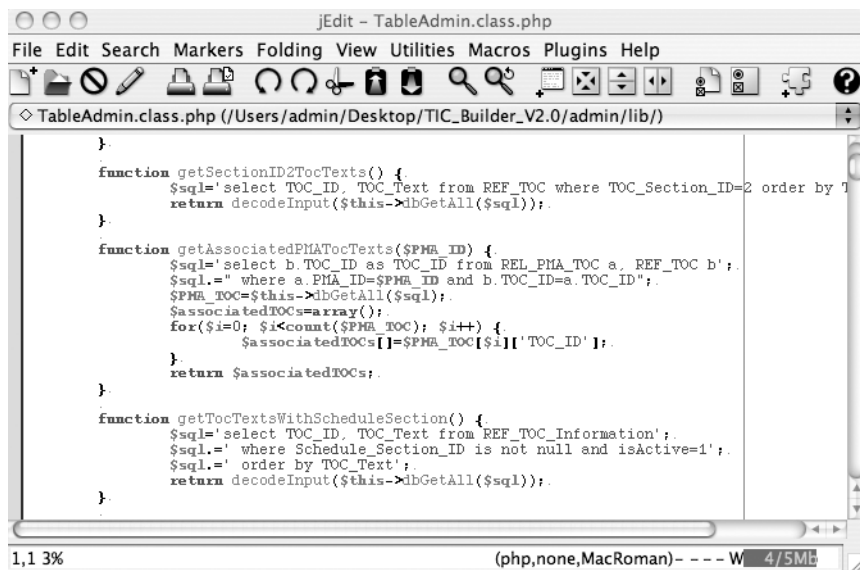 jEdit - TableAdmin.class.php
File Edit Search Markers Folding View Utilities Macros Plugins Help
TableAdmin.class.php (/Users/admin/Desktop/TIC_Builder_V2.0/admin/lib/)
}
function getSectionID2TocTexts() {
$sql='select TOC_ID, TOC_Text from REF_TOC where TOC_Section_ID=2 order by T
return decodeInput($this->dbGetAll($sql));
}
function getAssociatedPMATocTexts($PMA_ID) {
$sql='select b.TOC_ID as TOC_ID from REL_PMA_TOC a, REF_TOC b';
$sql.=" where a.PMA_ID=$PMA_ID and b.TOC_ID=a.TOC_ID";
$PMA_TOC=$this->dbGetAll($sql);
$associatedTOCs=array();
for($i=0; $i<count($PMA_TOC); $i++) {
$associatedTOCs[]=$PMA_TOC[$i]['TOC_ID'];
}
return $associatedTOCs;
}
function getTocTextsWithScheduleSection() {
$sql='select TOC_ID, TOC_Text from REF_TOC_Information';
$sql.=' where Schedule_Section_ID is not null and isActive=1';
$sql.=' order by TOC_Text';
return decodeInput($this->dbGetAll($sql));
}
1,1 3% (php,none,MacRoman)- - - - W 4/5Mb